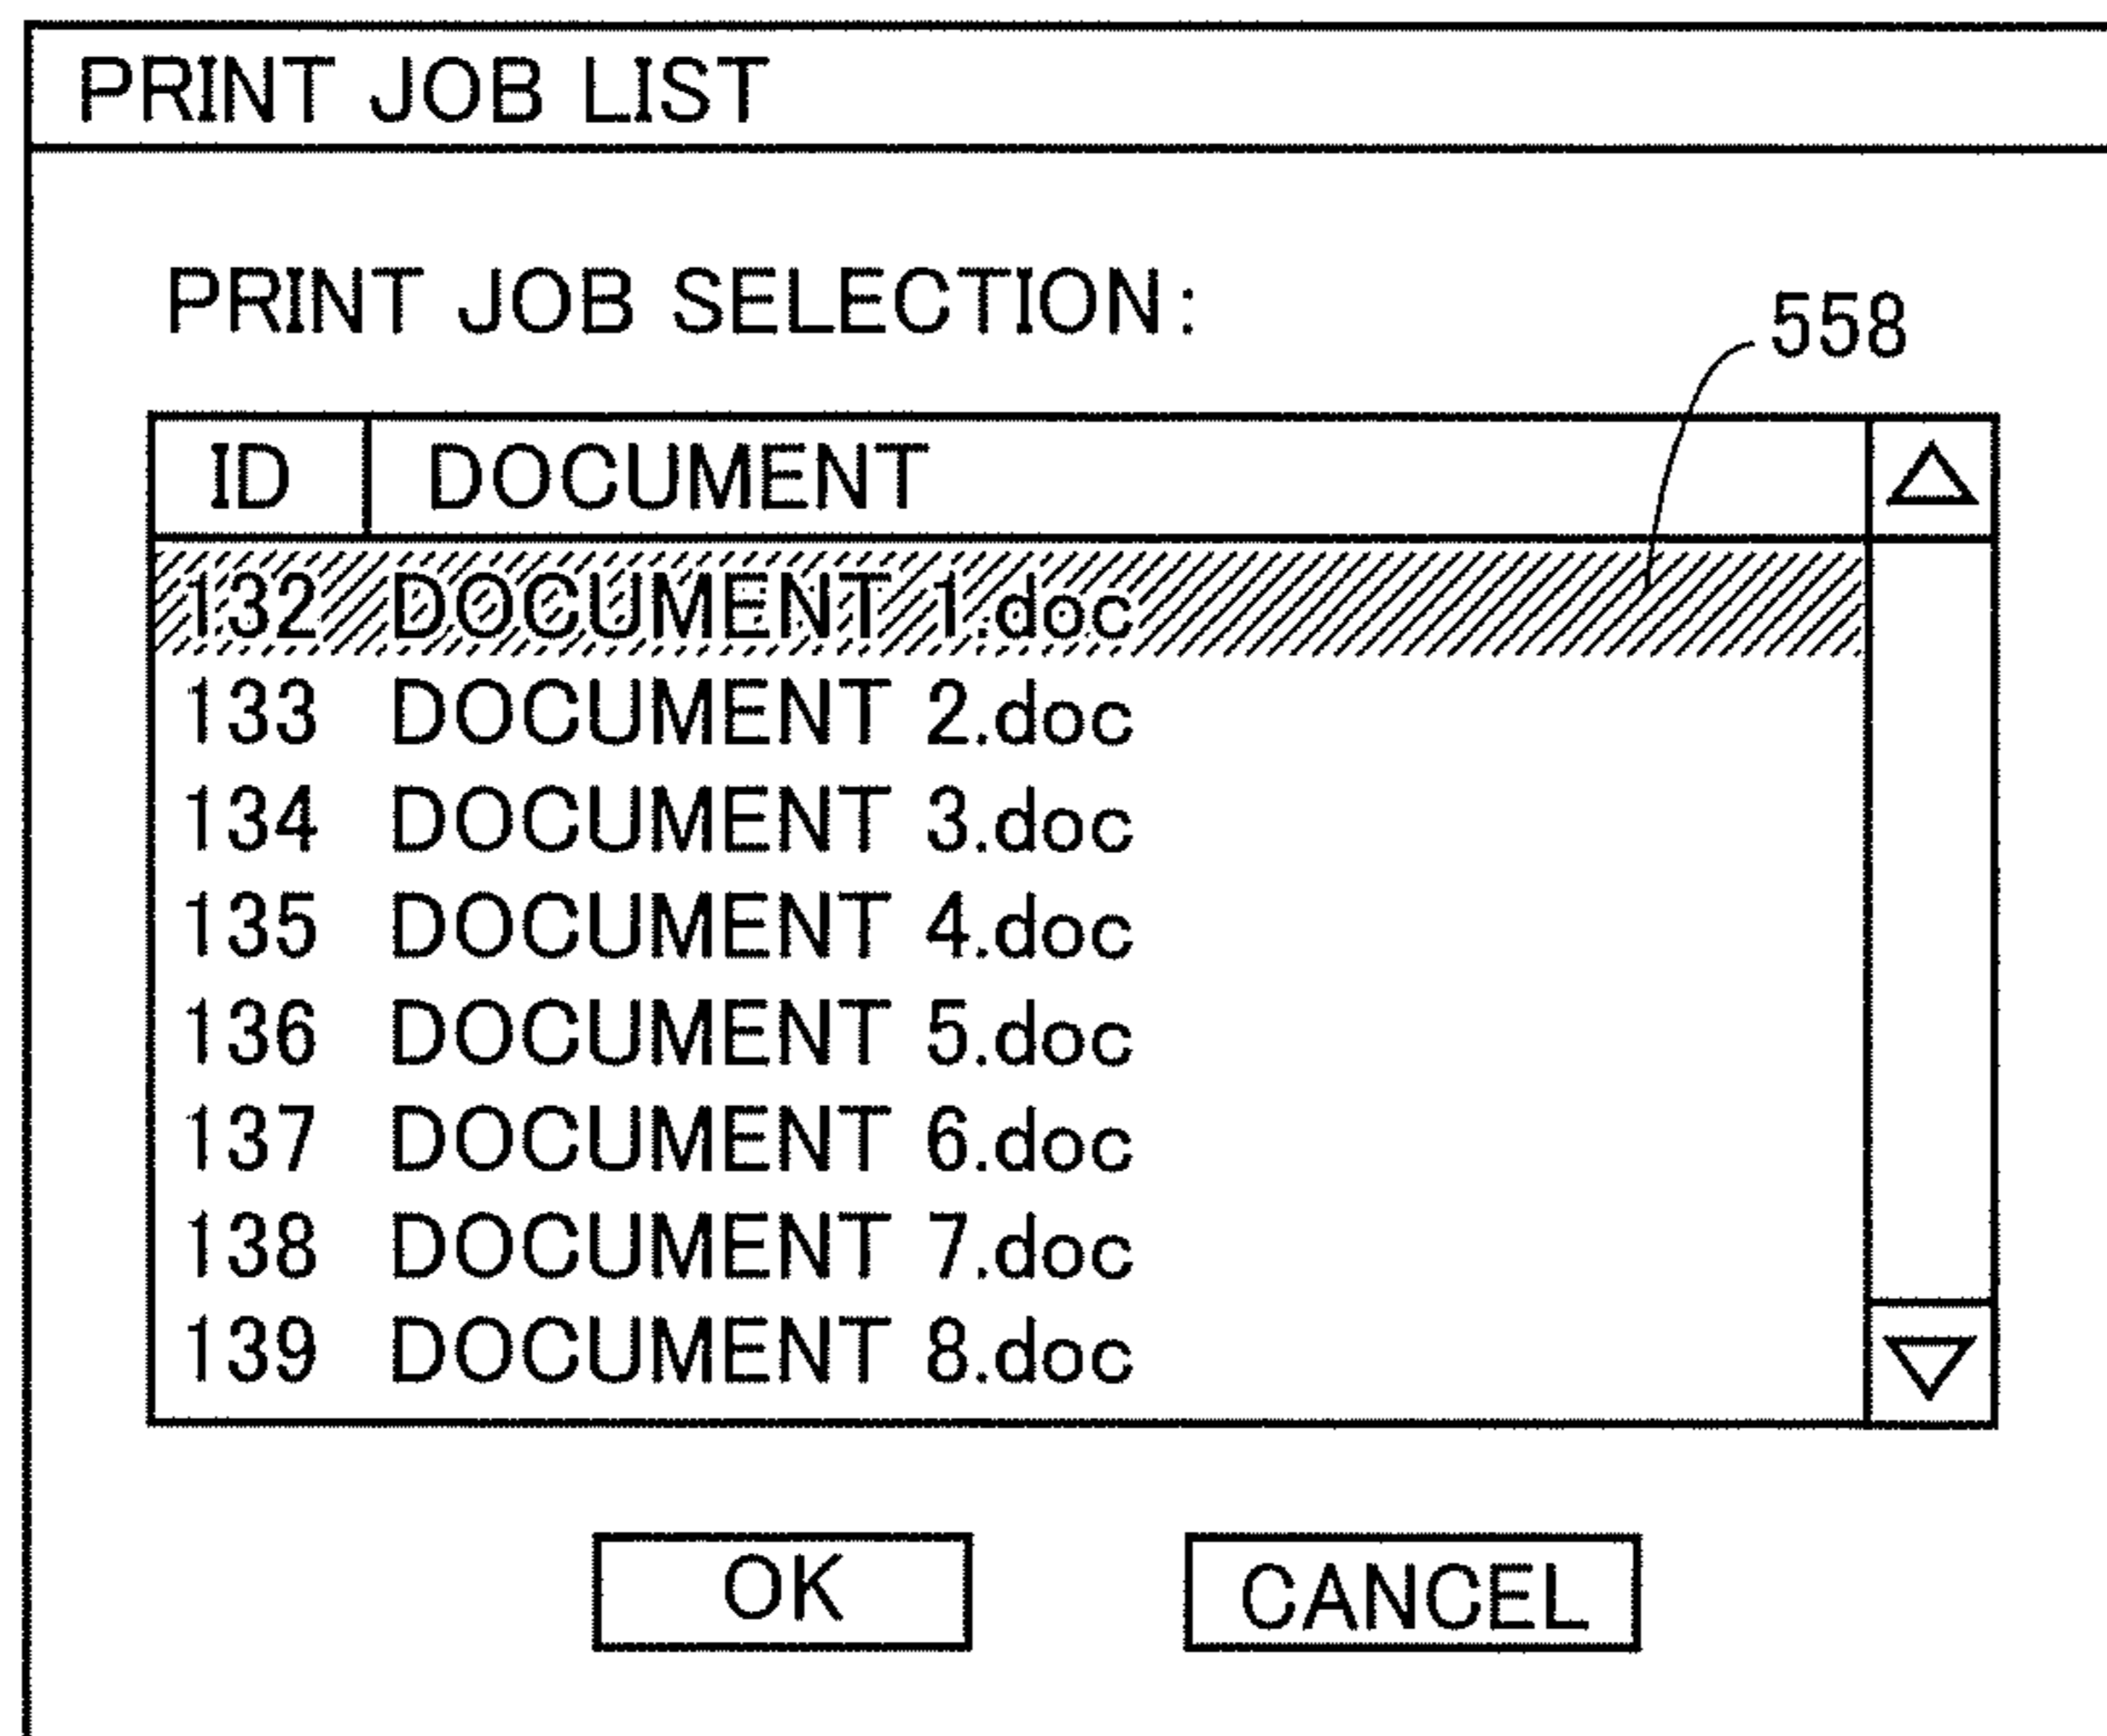 PRINT JOB LIST
PRINT JOB SELECTION:
558
ID DOCUMENT
132 DOCUMENT 1.doc
133 DOCUMENT 2.doc
134 DOCUMENT 3.doc
135 DOCUMENT 4.doc
136 DOCUMENT 5.doc
137 DOCUMENT 6.doc
138 DOCUMENT 7.doc
139 DOCUMENT 8.doc
OK CANCEL